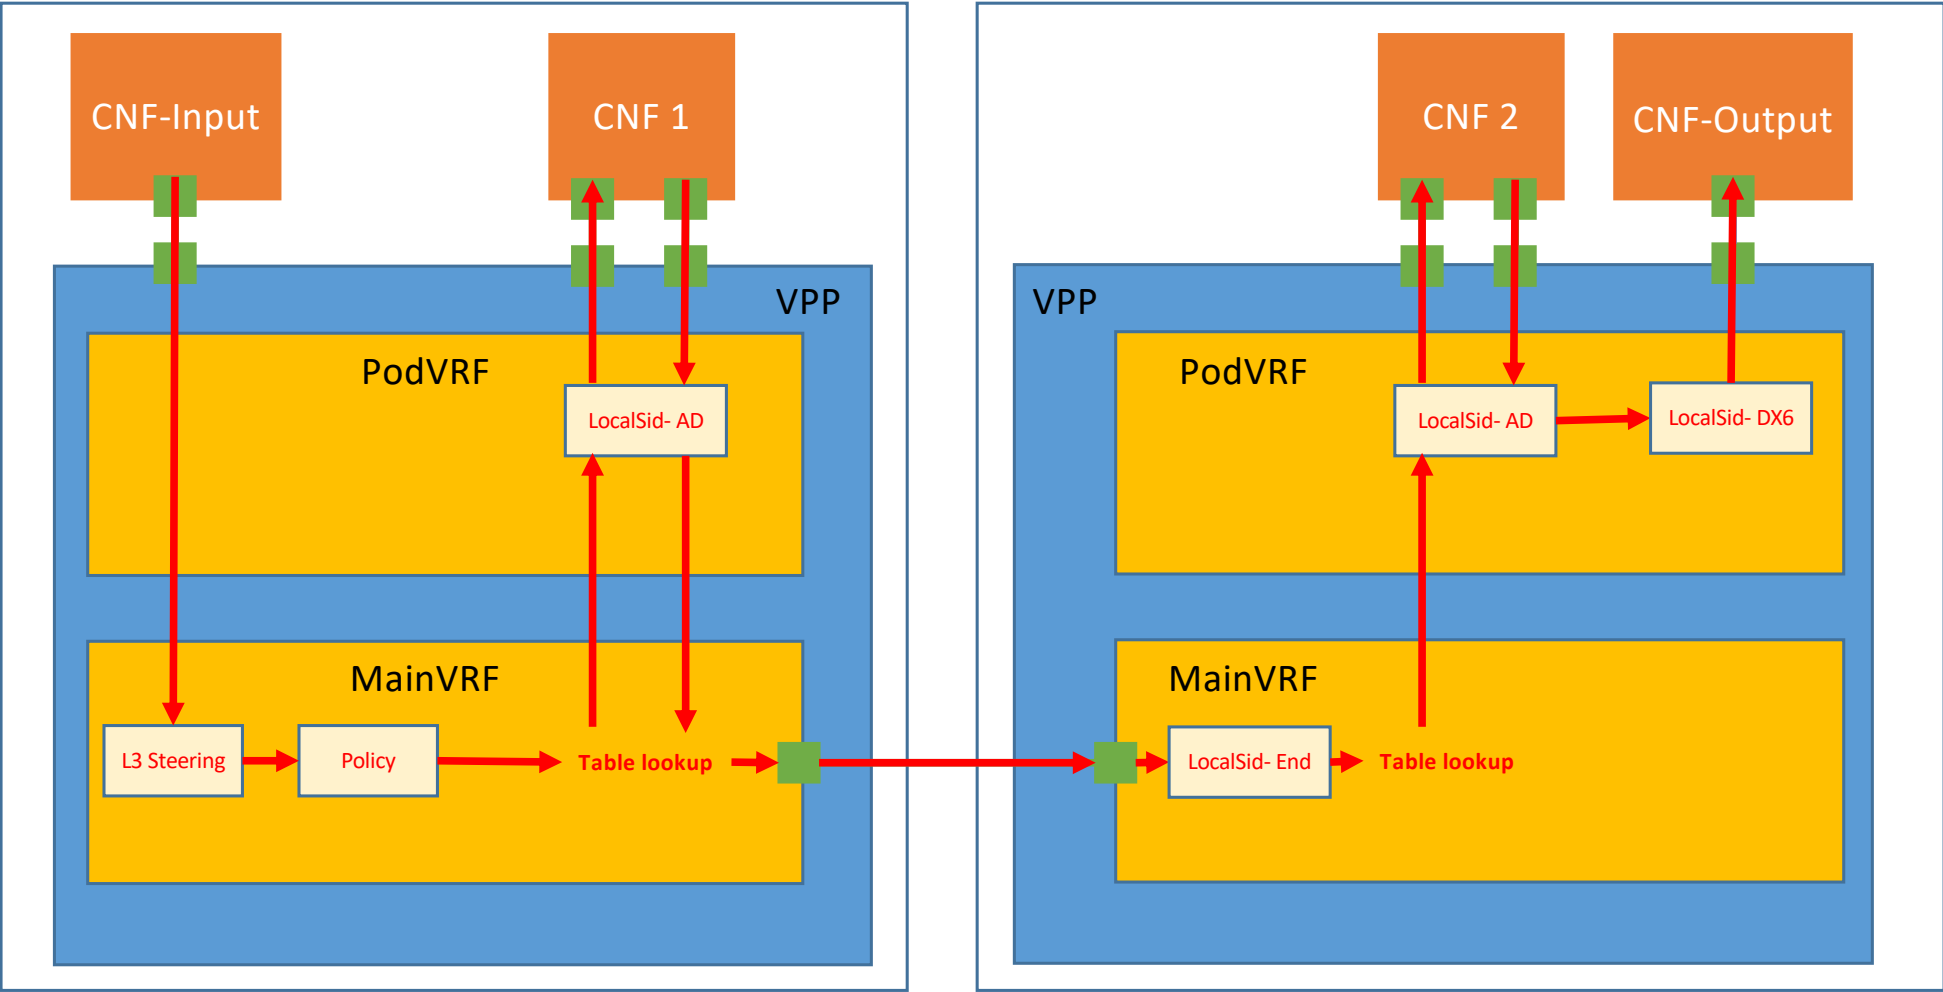 CNF-Input
CNF 1
VPP
PodVRF
LocalSid- AD
MainVRF
L3 Steering
Policy
Table lookup
CNF 2
CNF-Output
VPP
PodVRF
LocalSid- AD
LocalSid- DX6
MainVRF
LocalSid- End
Table lookup